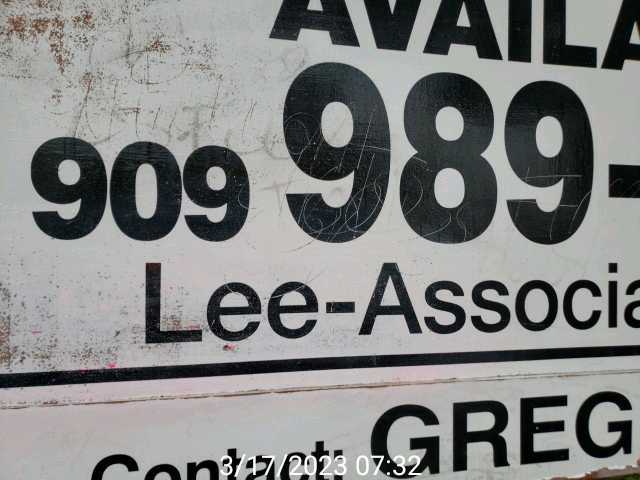 AVAILA
909 989-
Lee-Associa
Contact: GREG
3/17/2023 07:32